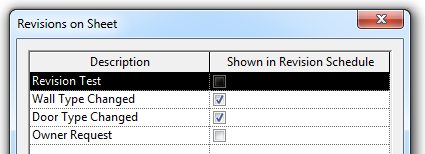 Revisions on Sheet
Description Shown in Revision Schedule
Revision Test
Wall Type Changed
Door Type Changed
Owner Request